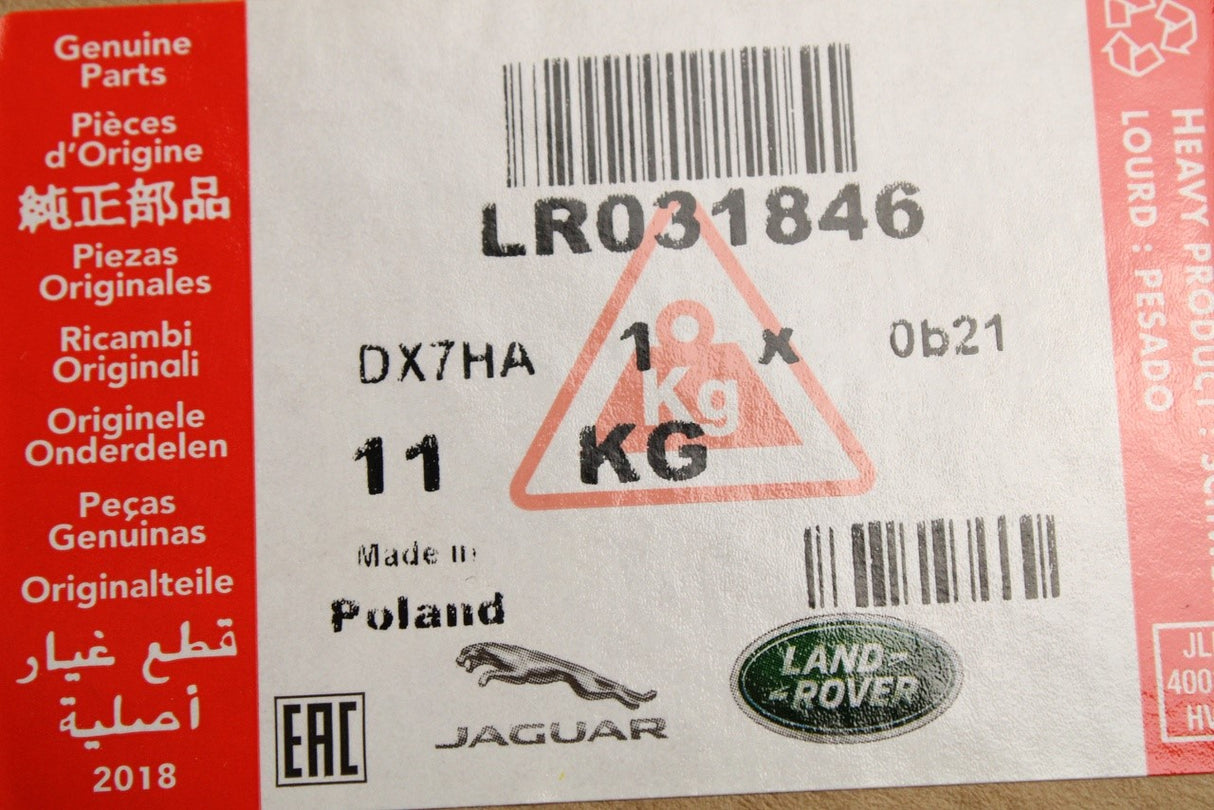 Genuine
Parts
Pièces
d'Origine
純正部品
Piezas
Originales
Ricambi
Originali
Originele
Onderdelen
Peças
Genuinas
Originalteile
قطع غيار
أصلية
2018
LR031846
DX7HA 1 x 0b21
Kg
11 KG
Made in
Poland
JAGUAR
LAND-
-ROVER
EAC
HEAVY PRODUCT :
LOURD : PESADO